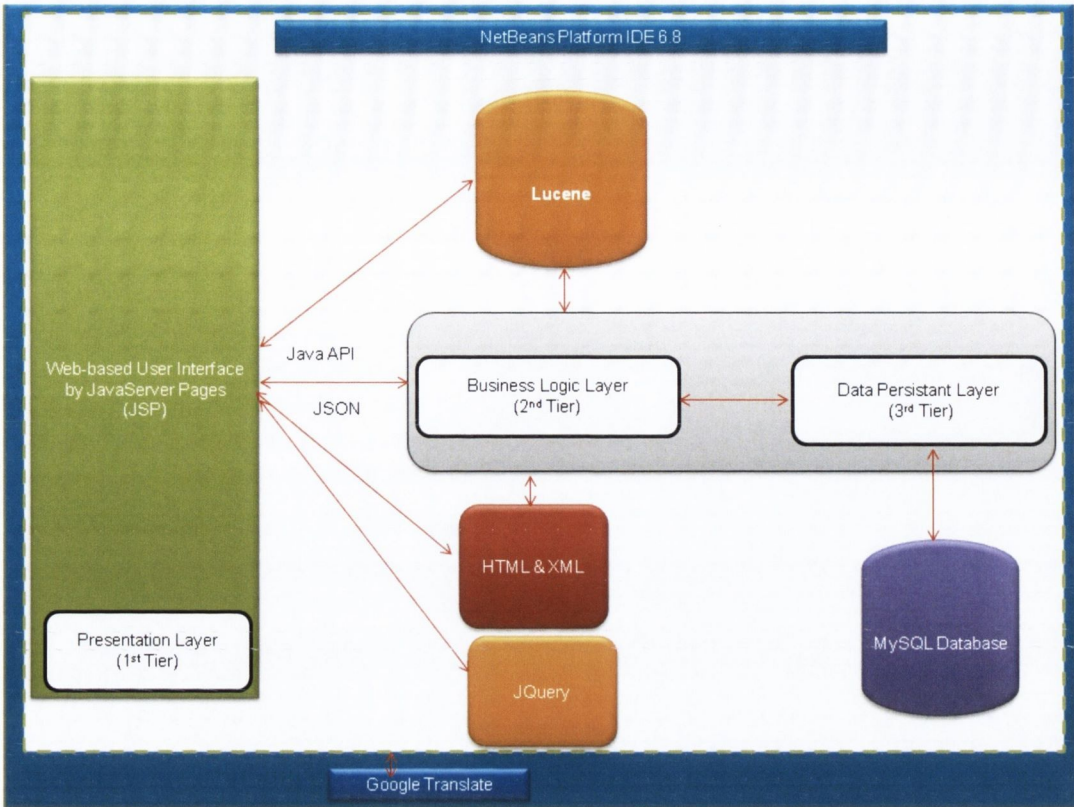 NetBeans Platform IDE 6.8
Lucene
Web-based User Interface
by JavaServer Pages
(JSP)
Java API
JSON
Business Logic Layer
(2nd Tier)
Data Persistant Layer
(3rd Tier)
HTML & XML
MySQL Database
Presentation Layer
(1st Tier)
JQuery
Google Translate